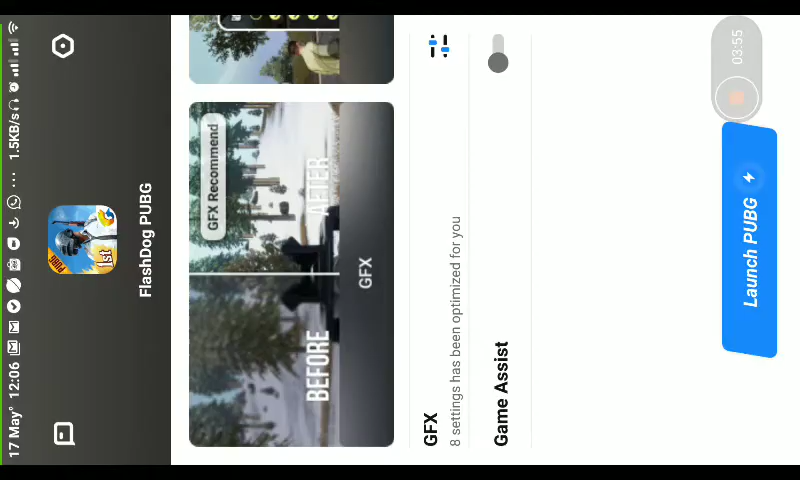 17 May° 12:06 ··· 1.5KB/s
FlashDog PUBG
PUBG
1st
GFX Recommend
BEFORE
AFTER
GFX
GFX
8 settings has been optimized for you
Game Assist
03:55
Launch PUBG